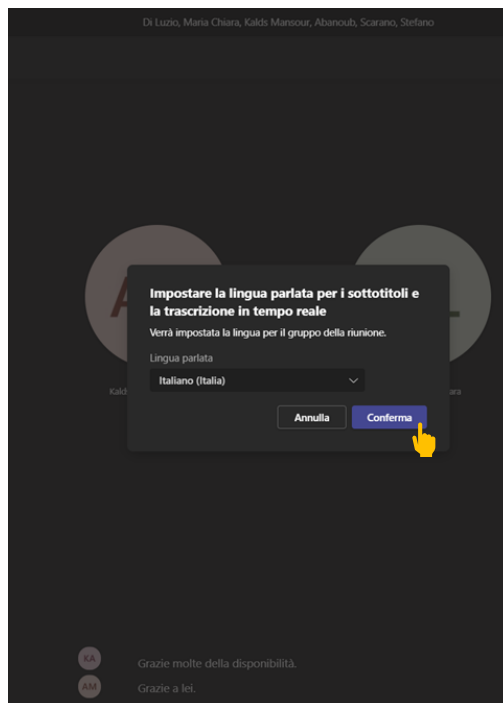 Di Luzio, Maria Chiara, Kalds Mansour, Abanoub, Scarano, Stefano
A
L
Impostare la lingua parlata per i sottotitoli e
la trascrizione in tempo reale
Verrà impostata la lingua per il gruppo della riunione.
Lingua parlata
Kald
ara
Italiano (Italia)
Annulla
Conferma
KA
Grazie molte della disponibilità.
AM
Grazie a lei.